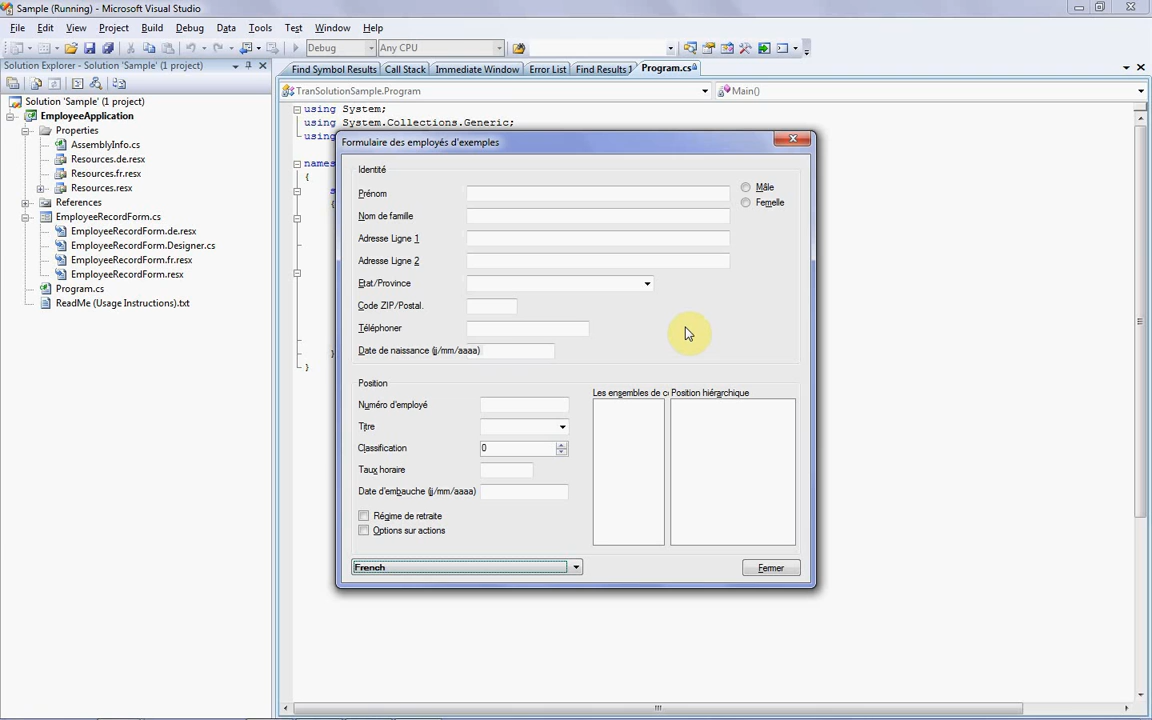 Sample (Running) - Microsoft Visual Studio
File Edit View Project Build Debug Data Tools Test Window Help
Debug Any CPU
Solution Explorer - Solution 'Sample' (1 project)
Find Symbol Results Call Stack Immediate Window Error List Find Results 1 Program.cs
TranSolutionSample.Program Main()
Solution 'Sample' (1 project)
EmployeeApplication
Properties
AssemblyInfo.cs
Resources.de.resx
Resources.fr.resx
Resources.resx
References
EmployeeRecordForm.cs
EmployeeRecordForm.de.resx
EmployeeRecordForm.Designer.cs
EmployeeRecordForm.fr.resx
EmployeeRecordForm.resx
Program.cs
ReadMe (Usage Instructions).txt
using System;
using System.Collections.Generic;
using
names
{
s
{
}
}
Formulaire des employés d'exemples
Identité
Prénom
Mâle
Nom de famille
Femelle
Adresse Ligne 1
Adresse Ligne 2
Etat/Province
Code ZIP/Postal.
Téléphoner
Date de naissance (j/mm/aaaa)
Position
Les ensembles de c Position hiérarchique
Numéro d'employé
Titre
Classification 0
Taux horaire
Date d'embauche (j/mm/aaaa)
Régime de retraite
Options sur actions
French
Fermer